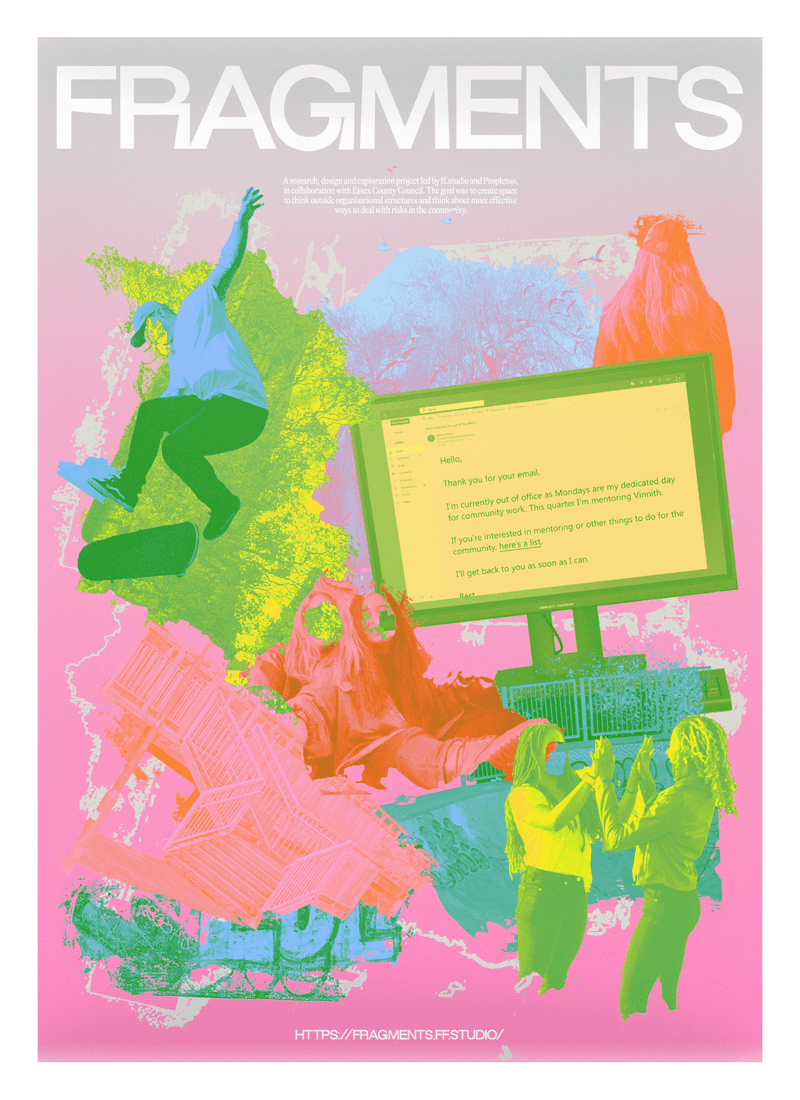 FRAGMENTS
A research, design and exploration project led by ff.studio and Peopletoo,
in collaboration with Essex County Council. The goal was to create space
to think outside organisational structures and think about more effective
ways to deal with risks in the community.
Hello,
Thank you for your email.
I'm currently out of office as Mondays are my dedicated day
for community work. This quarter I'm mentoring Vinnith.
If you're interested in mentoring or other things to do for the
community, here's a list.
I'll get back to you as soon as I can.
Best
HTTPS://FRAGMENTS.FF.STUDIO/